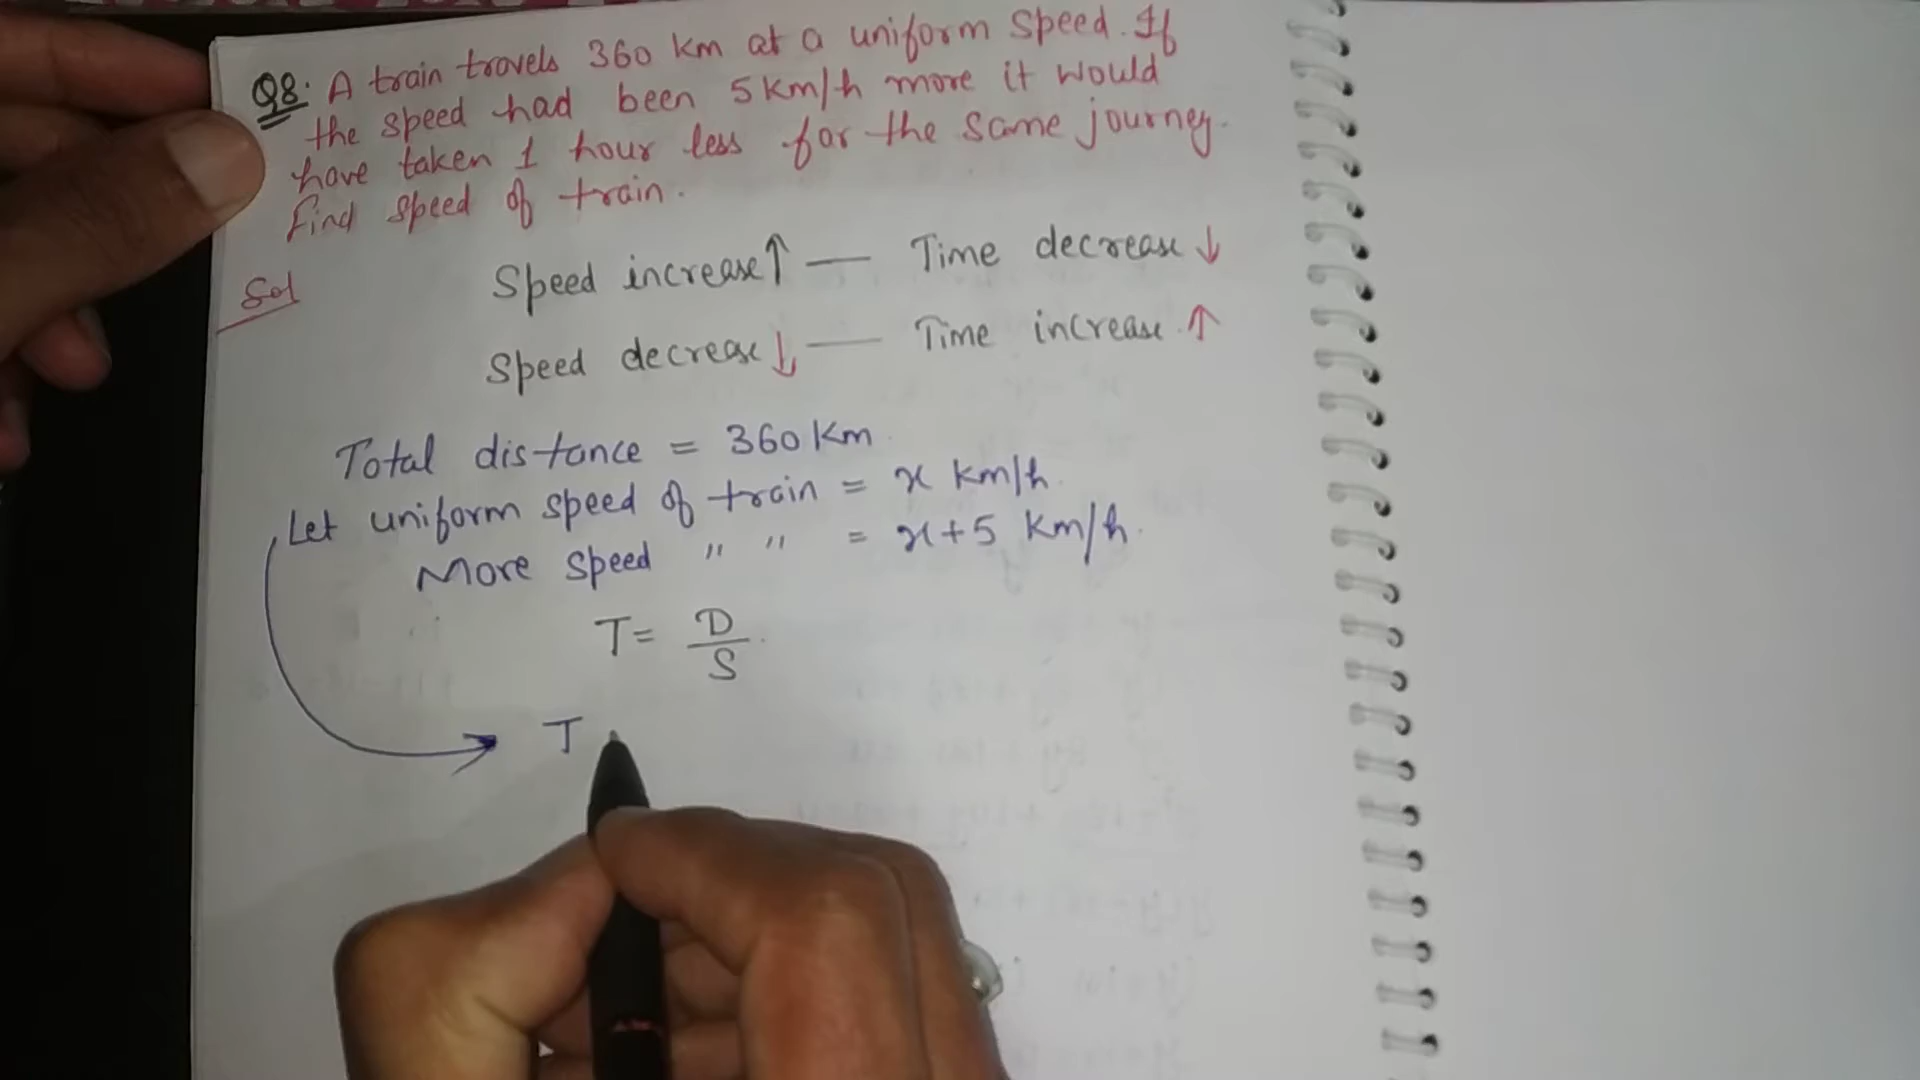 Q8. A train travels 360 km at a uniform speed. If
the speed had been 5 km/h more it would
have taken 1 hour less for the same journey.
Find speed of train.
Sol
Speed increase ↑ — Time decrease ↓
Speed decrease ↓ — Time increase ↑
Total distance = 360 Km
Let uniform speed of train = x km/h
More speed " " = x+5 km/h.
T = D/S
T